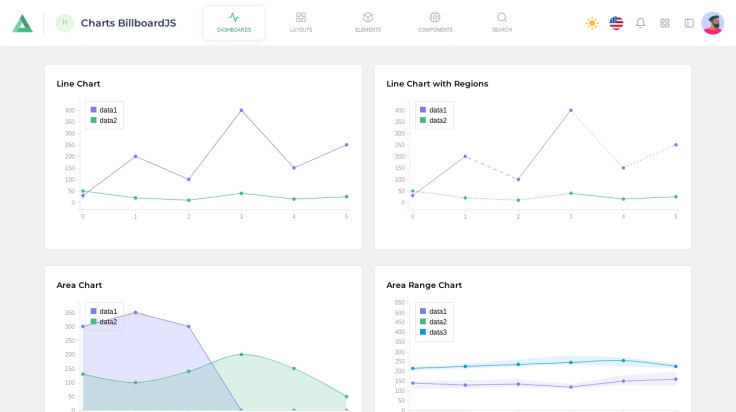 H
Charts BillboardJS
DASHBOARDS
LAYOUTS
ELEMENTS
COMPONENTS
SEARCH
Line Chart
data1
data2
400
350
300
250
200
150
100
50
0
0 1 2 3 4 5
Line Chart with Regions
data1
data2
400
350
300
250
200
150
100
50
0
0 1 2 3 4 5
Area Chart
data1
data2
350
300
250
200
150
100
50
0
Area Range Chart
data1
data2
data3
550
500
450
400
350
300
250
200
150
100
50
0